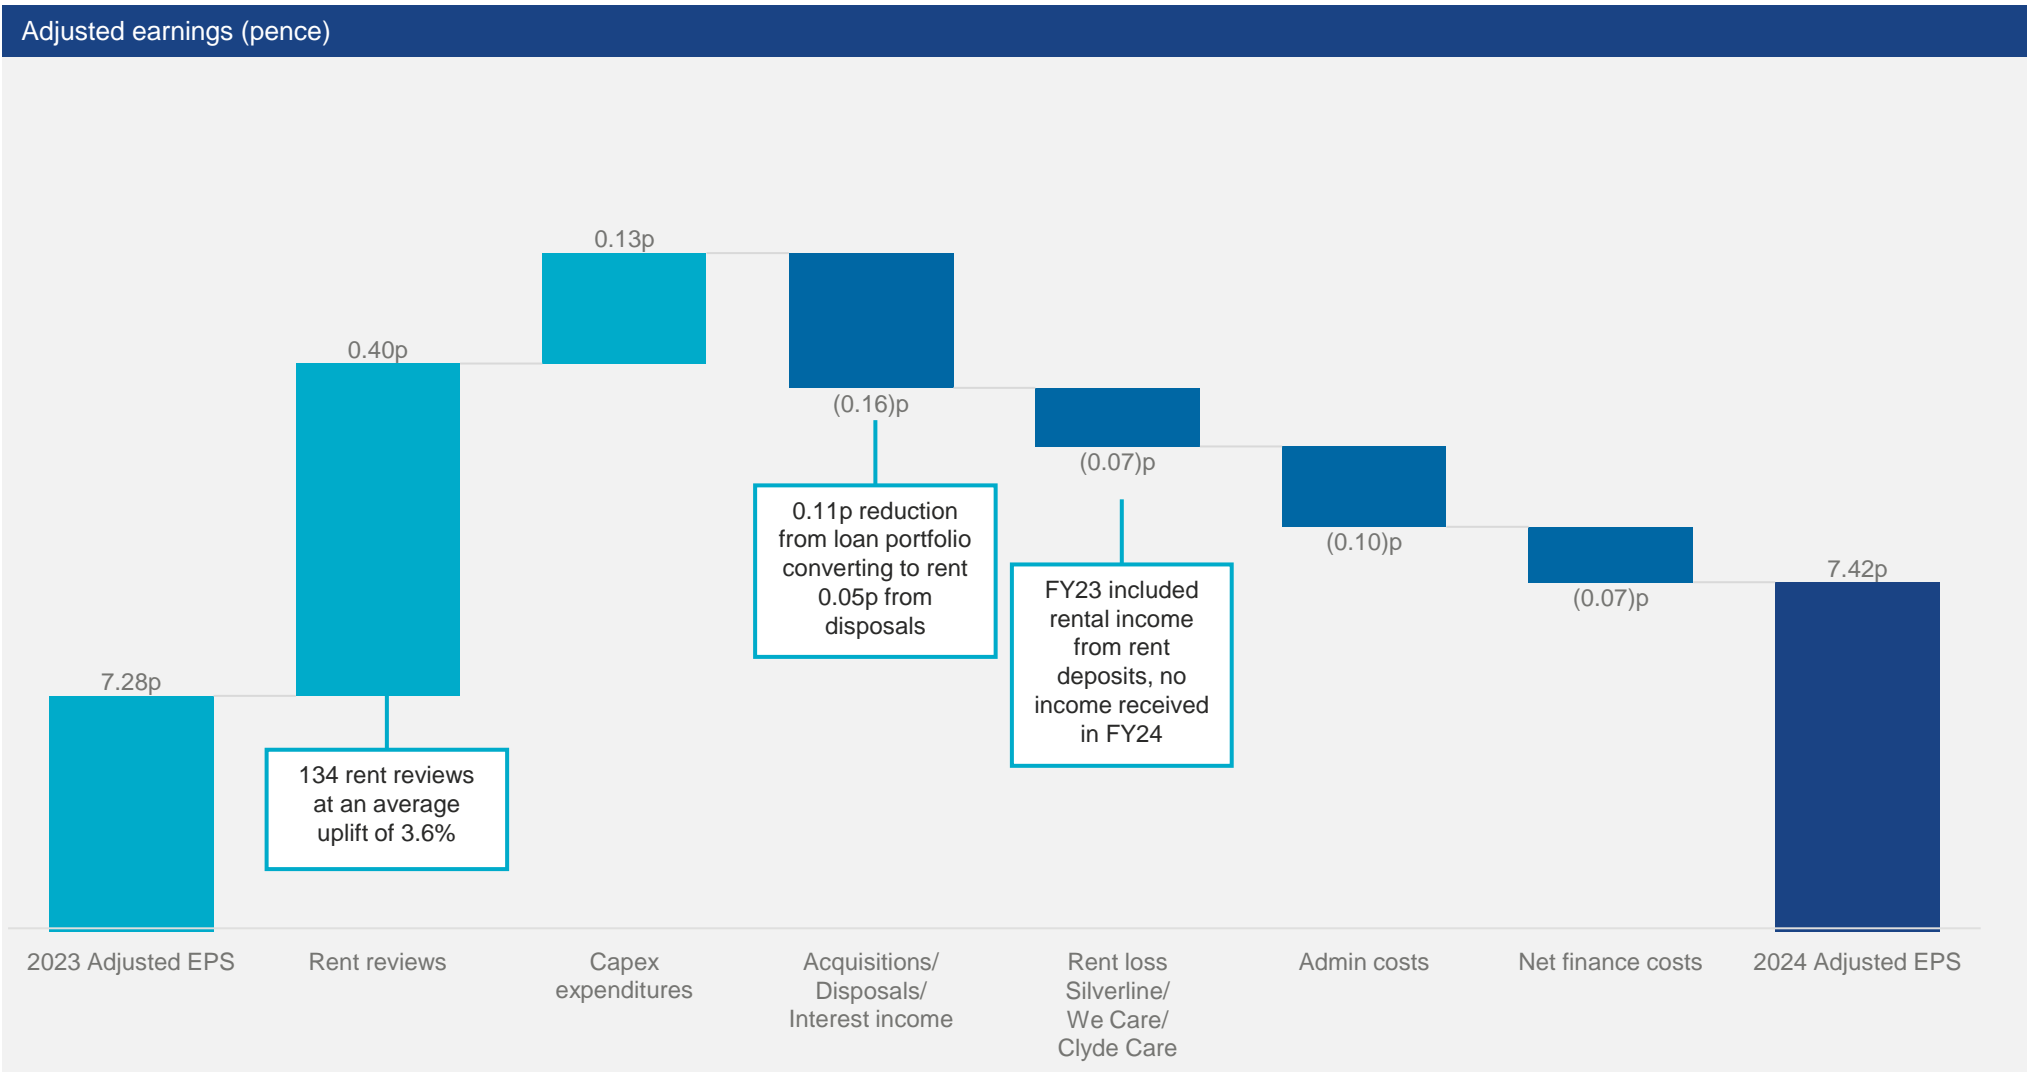 Adjusted earnings (pence)
7.28p
0.40p
0.13p
(0.16)p
(0.07)p
(0.10)p
(0.07)p
7.42p
134 rent reviews
at an average
uplift of 3.6%
0.11p reduction
from loan portfolio
converting to rent
0.05p from
disposals
FY23 included
rental income
from rent
deposits, no
income received
in FY24
2023 Adjusted EPS
Rent reviews
Capex
expenditures
Acquisitions/
Disposals/
Interest income
Rent loss
Silverline/
We Care/
Clyde Care
Admin costs
Net finance costs
2024 Adjusted EPS